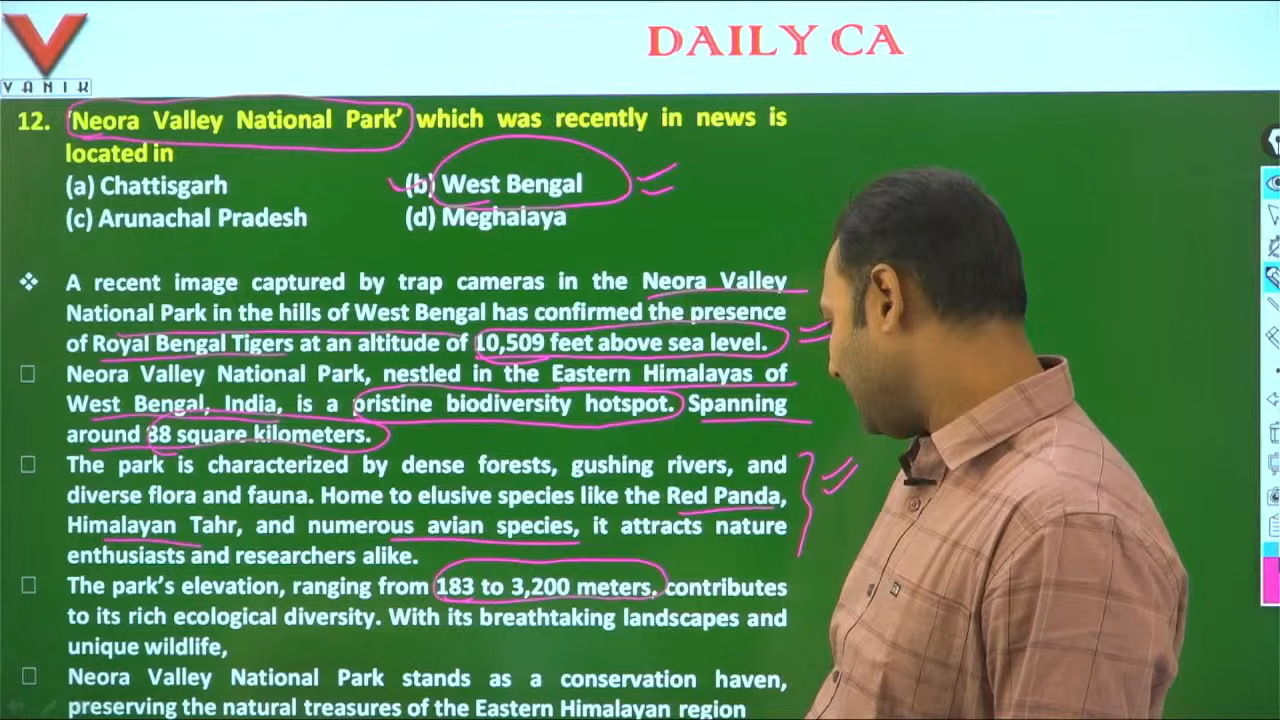 VANIK
DAILY CA
12. 'Neora Valley National Park' which was recently in news is
located in
(a) Chattisgarh (b) West Bengal
(c) Arunachal Pradesh (d) Meghalaya
❖ A recent image captured by trap cameras in the Neora Valley
National Park in the hills of West Bengal has confirmed the presence
of Royal Bengal Tigers at an altitude of 10,509 feet above sea level.
Neora Valley National Park, nestled in the Eastern Himalayas of
West Bengal, India, is a pristine biodiversity hotspot. Spanning
around 88 square kilometers.
The park is characterized by dense forests, gushing rivers, and
diverse flora and fauna. Home to elusive species like the Red Panda,
Himalayan Tahr, and numerous avian species, it attracts nature
enthusiasts and researchers alike.
The park's elevation, ranging from 183 to 3,200 meters, contributes
to its rich ecological diversity. With its breathtaking landscapes and
unique wildlife,
Neora Valley National Park stands as a conservation haven,
preserving the natural treasures of the Eastern Himalayan region